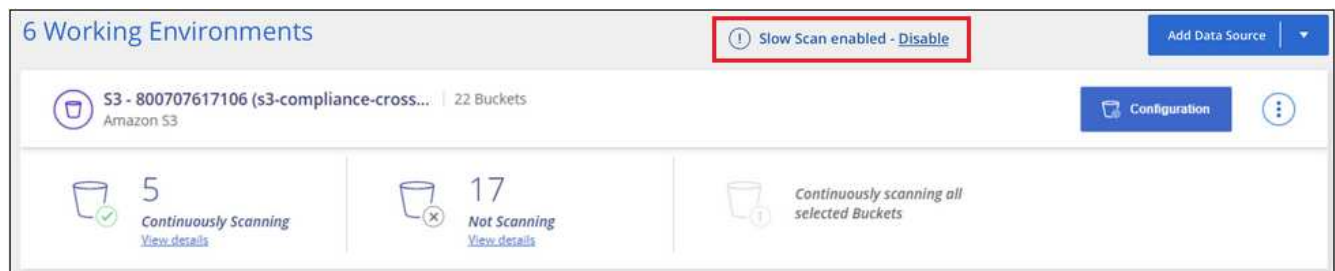 6 Working Environments
Slow Scan enabled - Disable
Add Data Source
S3 - 800707617106 (s3-compliance-cross... 22 Buckets
Amazon S3
Configuration
5
Continuously Scanning
View details
17
Not Scanning
View details
Continuously scanning all
selected Buckets